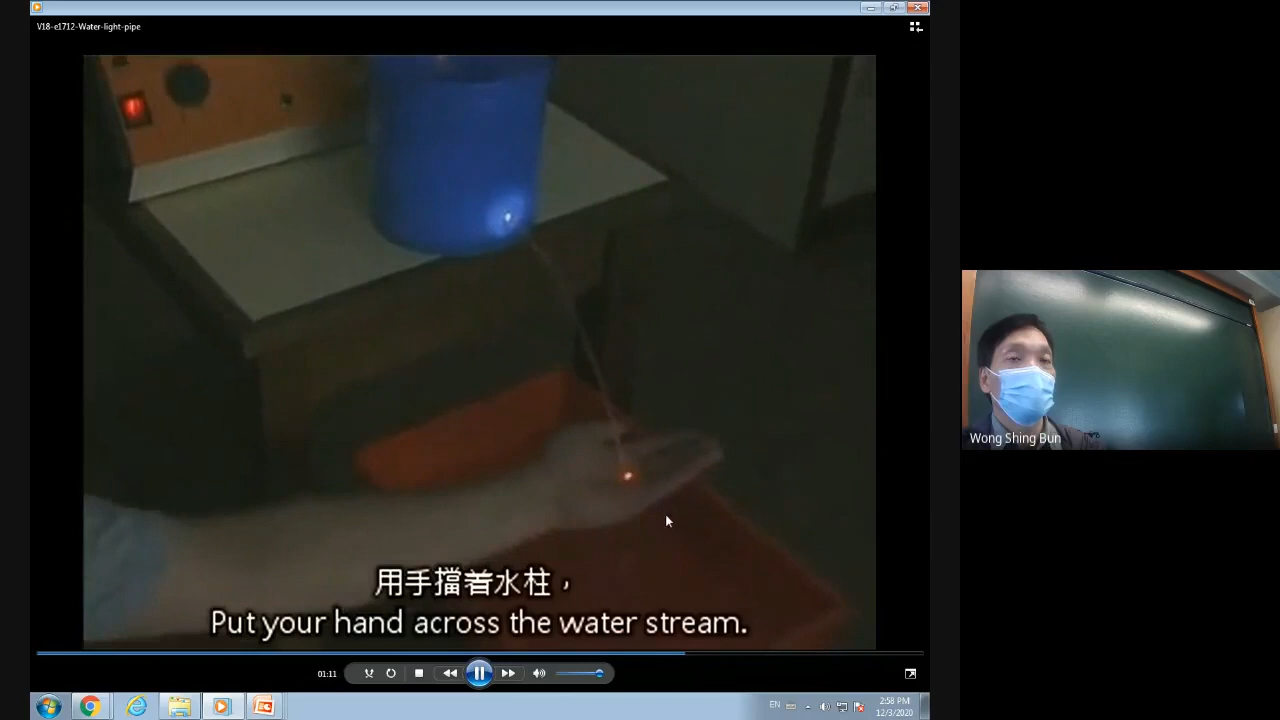 V18-e1712-Water-light-pipe
Wong Shing Bun
用手擋着水柱，
Put your hand across the water stream.
01:11
EN
2:58 PM
12/3/2020